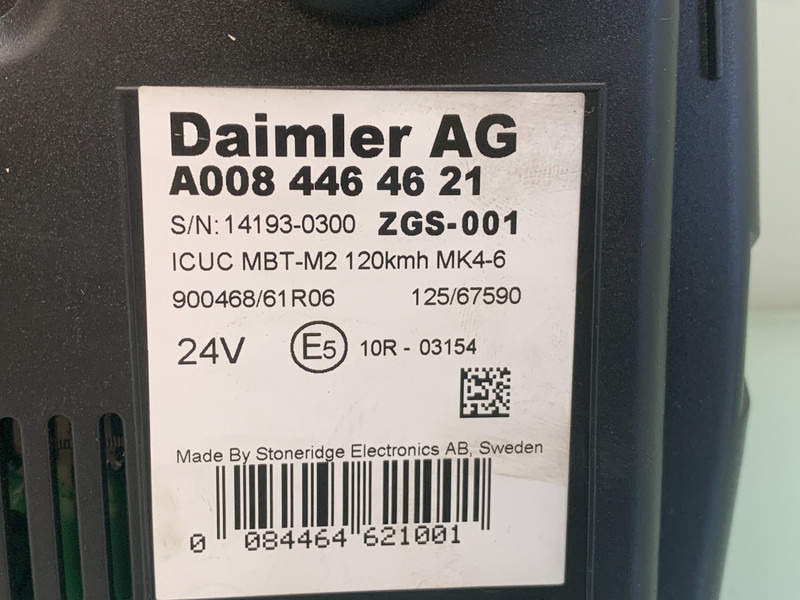 Daimler AG
A008 446 46 21
S/N: 14193-0300 ZGS-001
ICUC MBT-M2 120kmh MK4-6
900468/61R06 125/67590
24V E5 10R - 03154
Made By Stoneridge Electronics AB, Sweden
0 084464 621001